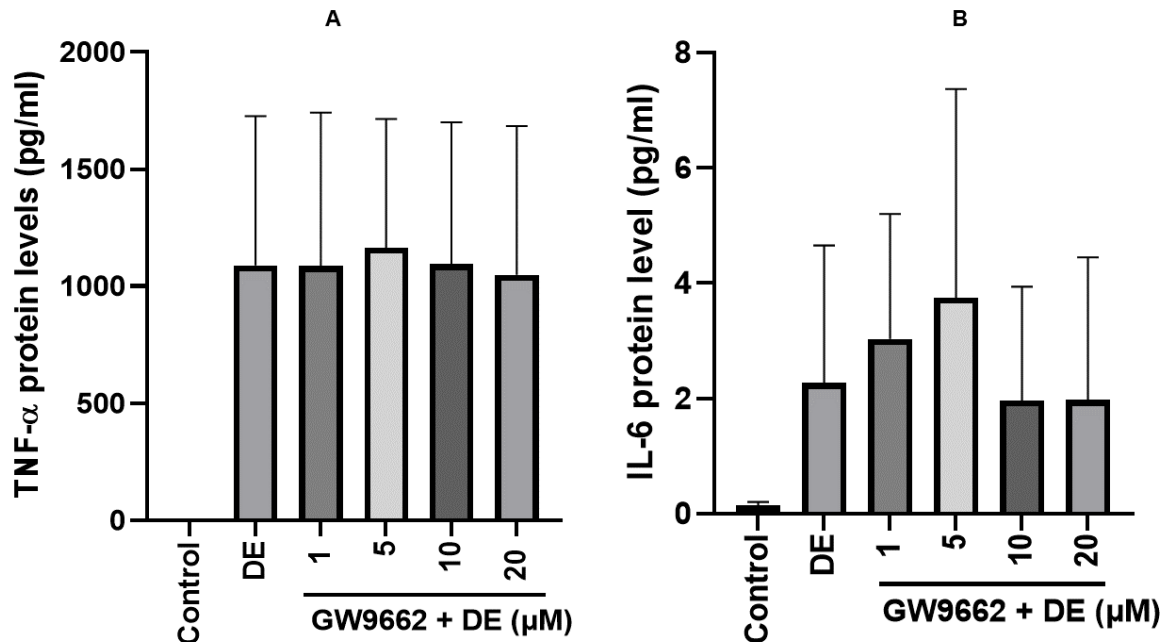 A
TNF-α protein levels (pg/ml)
2000
1500
1000
500
0
Control
DE
1
5
10
20
GW9662 + DE (µM)
B
IL-6 protein level (pg/ml)
8
6
4
2
0
Control
DE
1
5
10
20
GW9662 + DE (µM)